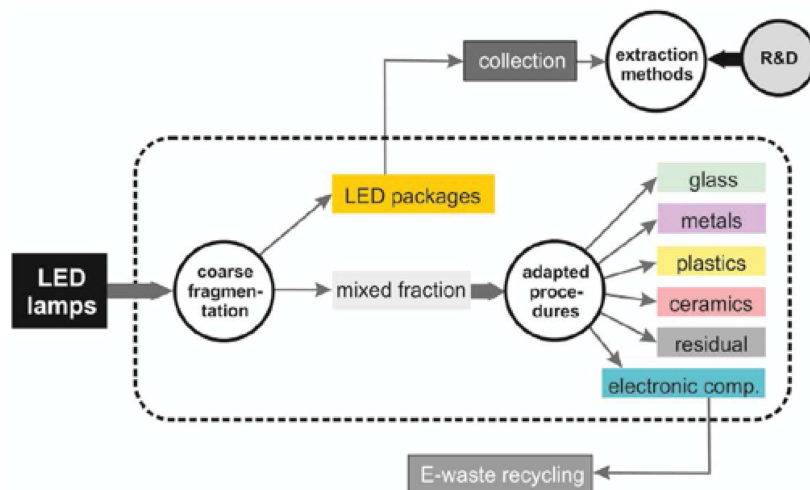 collection
extraction
methods
R&D
LED packages
glass
metals
LED
lamps
coarse
fragmen-
tation
mixed fraction
adapted
proce-
dures
plastics
ceramics
residual
electronic comp.
E-waste recycling